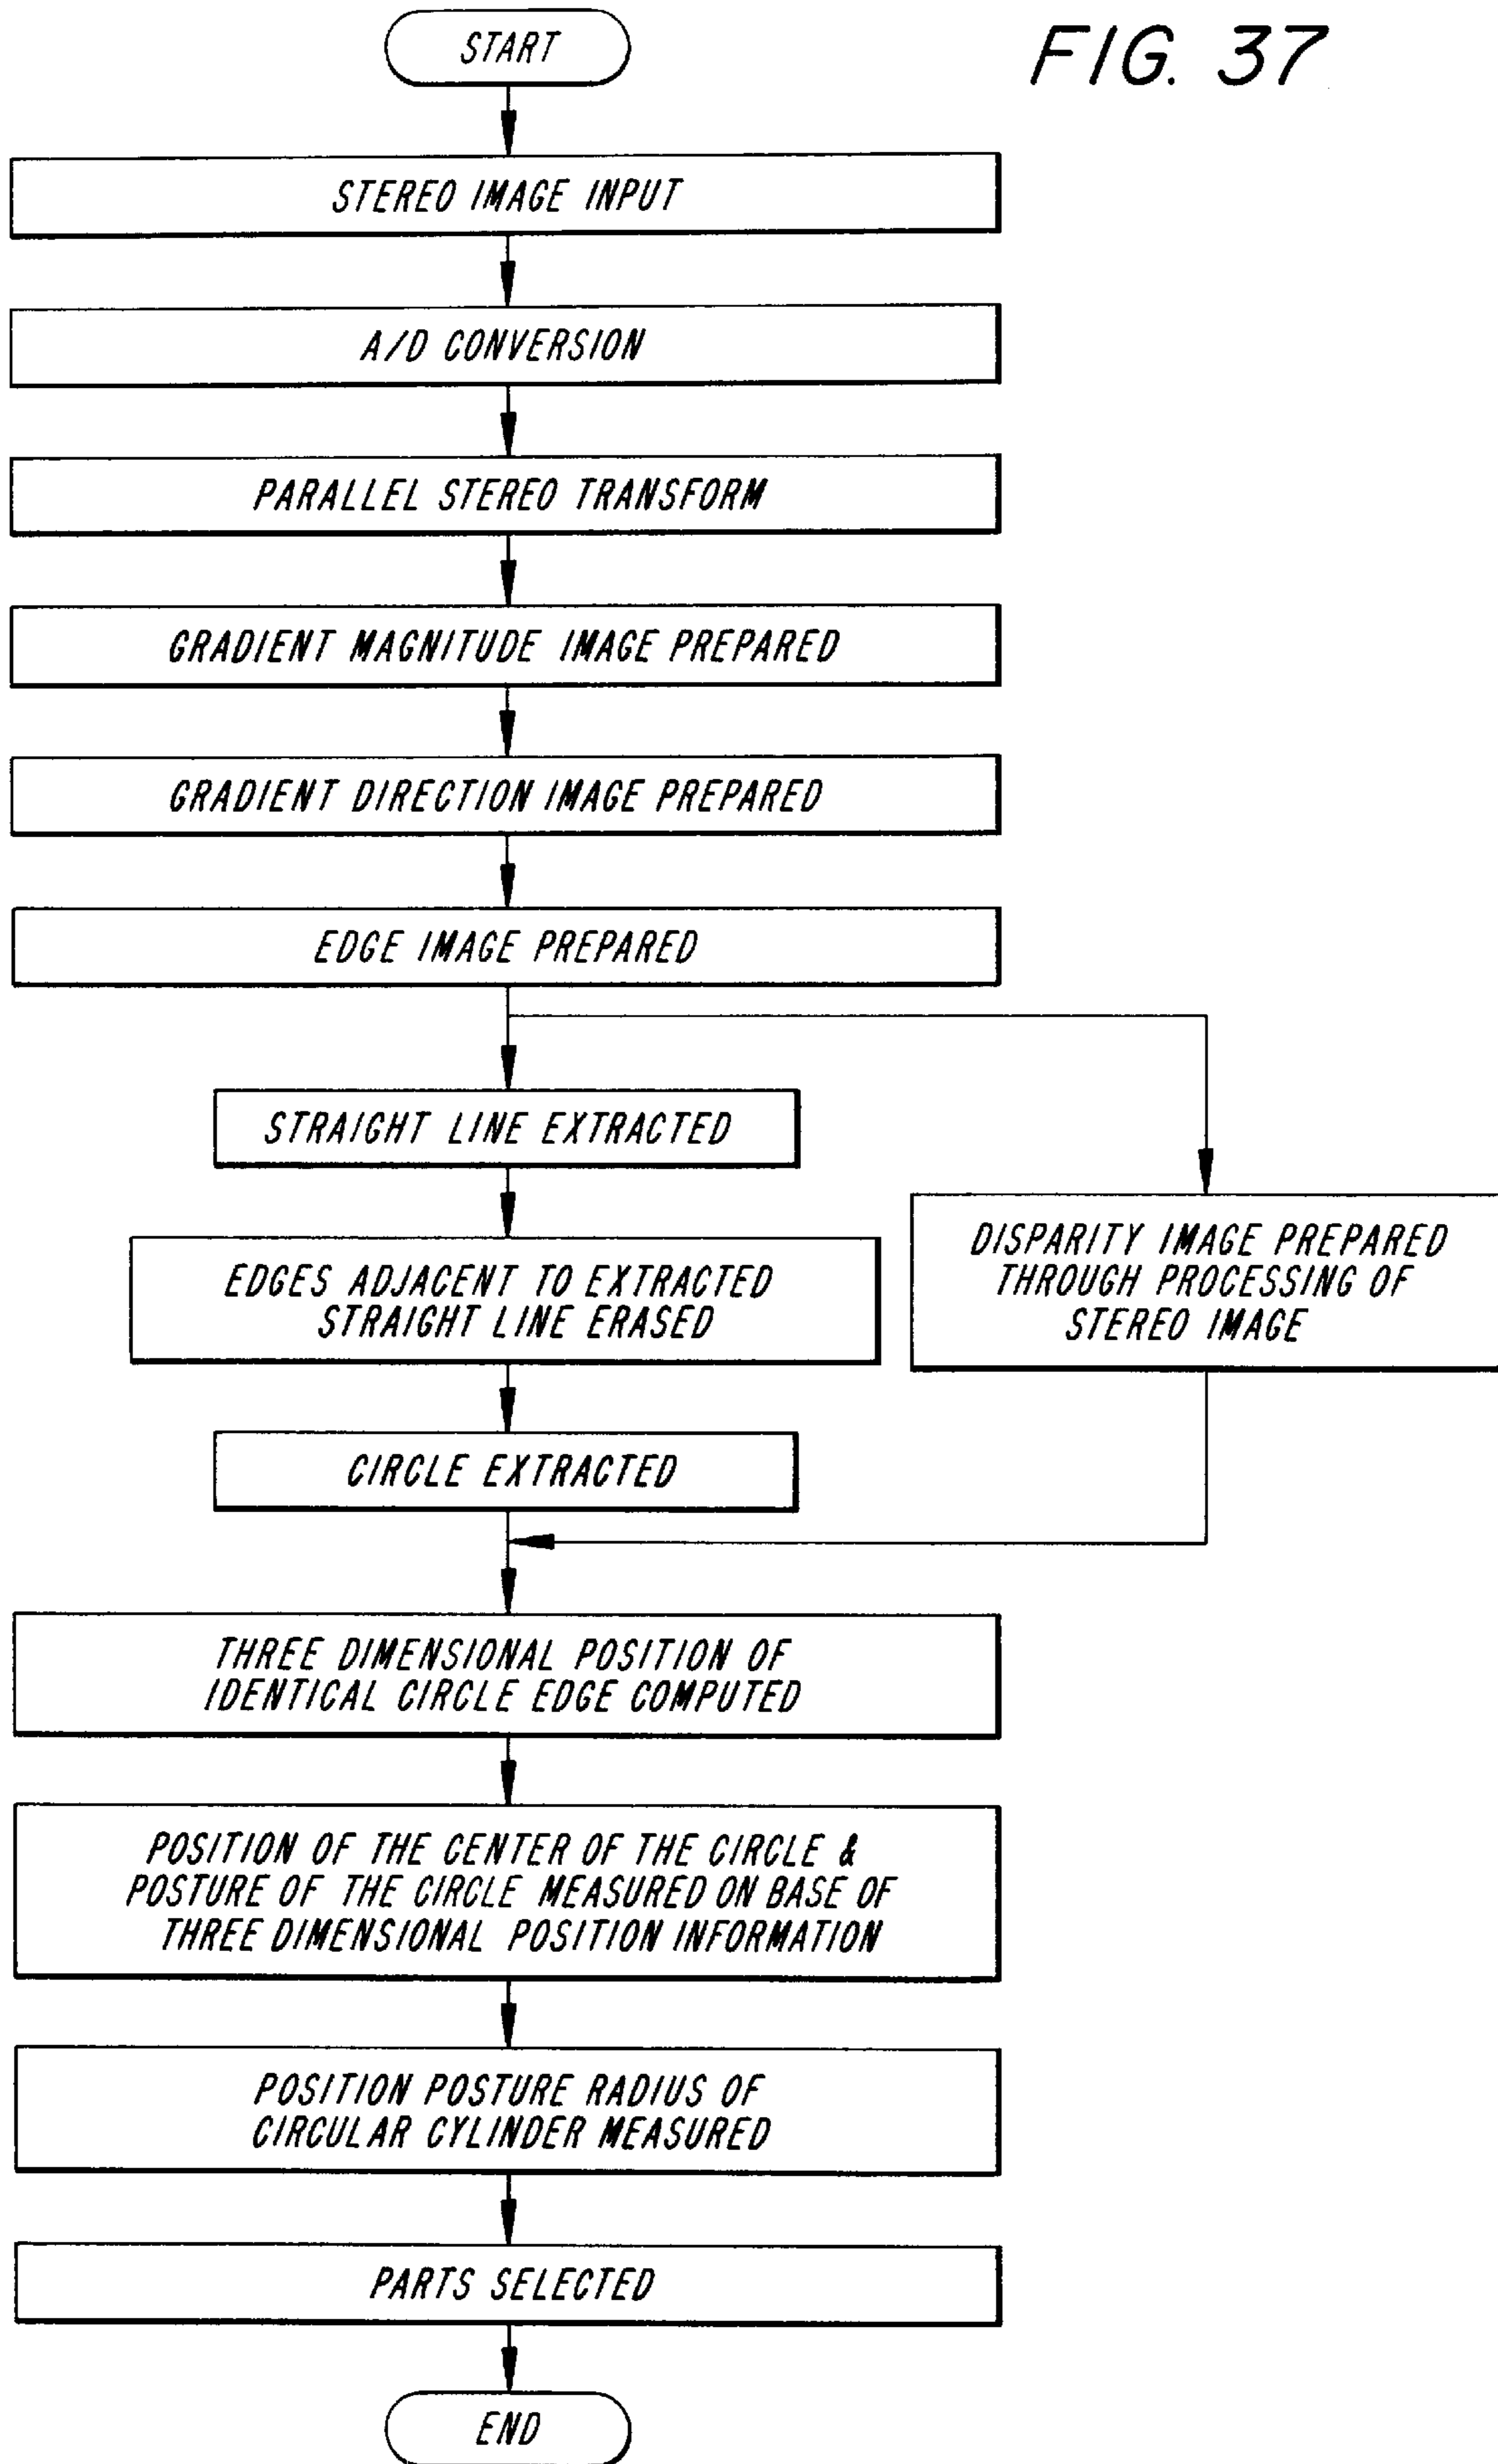 START
FIG. 37
STEREO IMAGE INPUT
A/D CONVERSION
PARALLEL STEREO TRANSFORM
GRADIENT MAGNITUDE IMAGE PREPARED
GRADIENT DIRECTION IMAGE PREPARED
EDGE IMAGE PREPARED
STRAIGHT LINE EXTRACTED
EDGES ADJACENT TO EXTRACTED
STRAIGHT LINE ERASED
DISPARITY IMAGE PREPARED
THROUGH PROCESSING OF
STEREO IMAGE
CIRCLE EXTRACTED
THREE DIMENSIONAL POSITION OF
IDENTICAL CIRCLE EDGE COMPUTED
POSITION OF THE CENTER OF THE CIRCLE &
POSTURE OF THE CIRCLE MEASURED ON BASE OF
THREE DIMENSIONAL POSITION INFORMATION
POSITION POSTURE RADIUS OF
CIRCULAR CYLINDER MEASURED
PARTS SELECTED
END